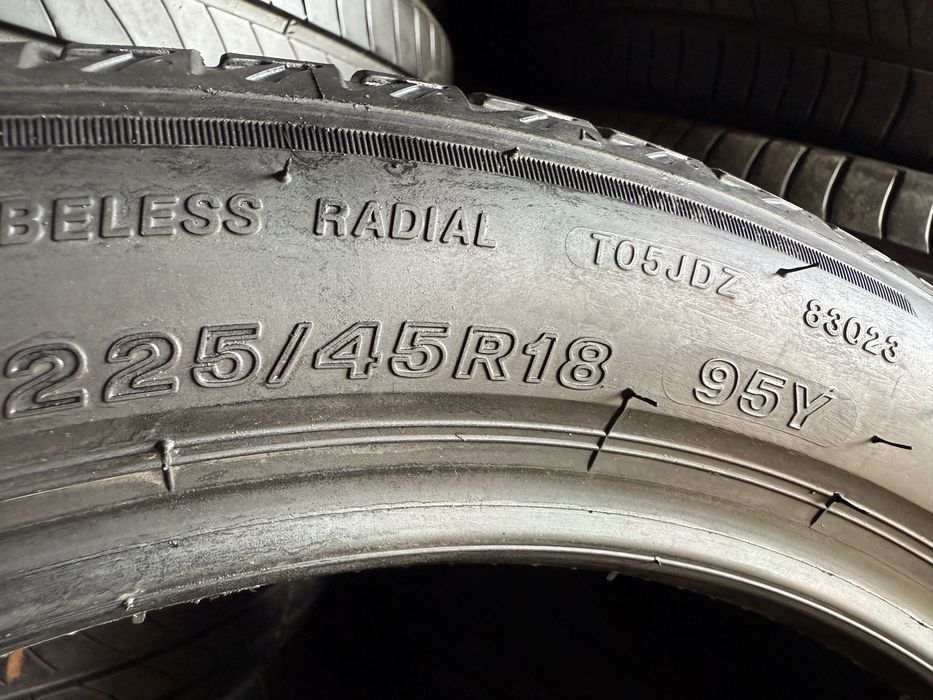 BELESS RADIAL T05JDZ 83023
225/45R18 95Y